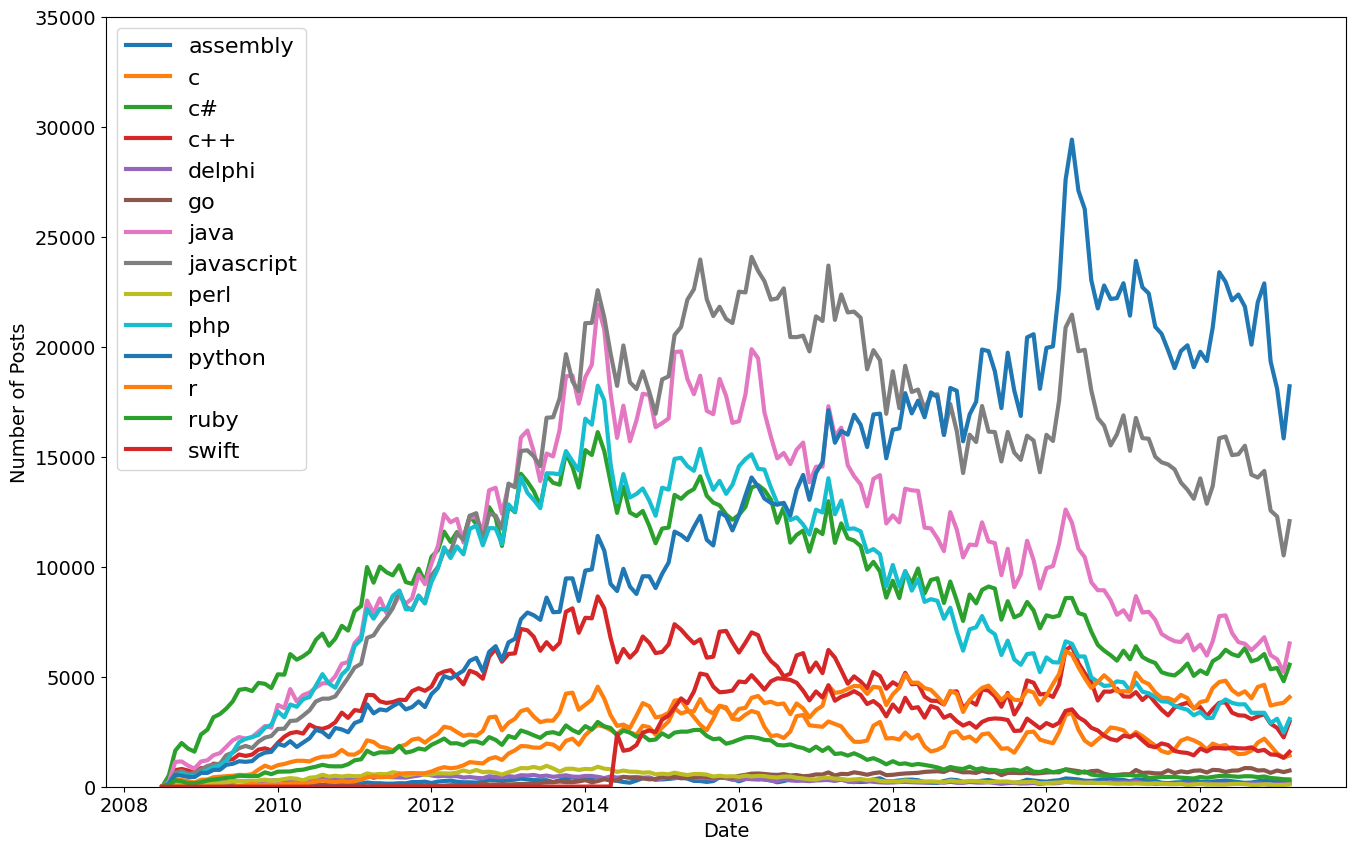 35000
30000
25000
20000
15000
10000
5000
0
Number of Posts
assembly
c
c#
c++
delphi
go
java
javascript
perl
php
python
r
ruby
swift
2008 2010 2012 2014 2016 2018 2020 2022
Date